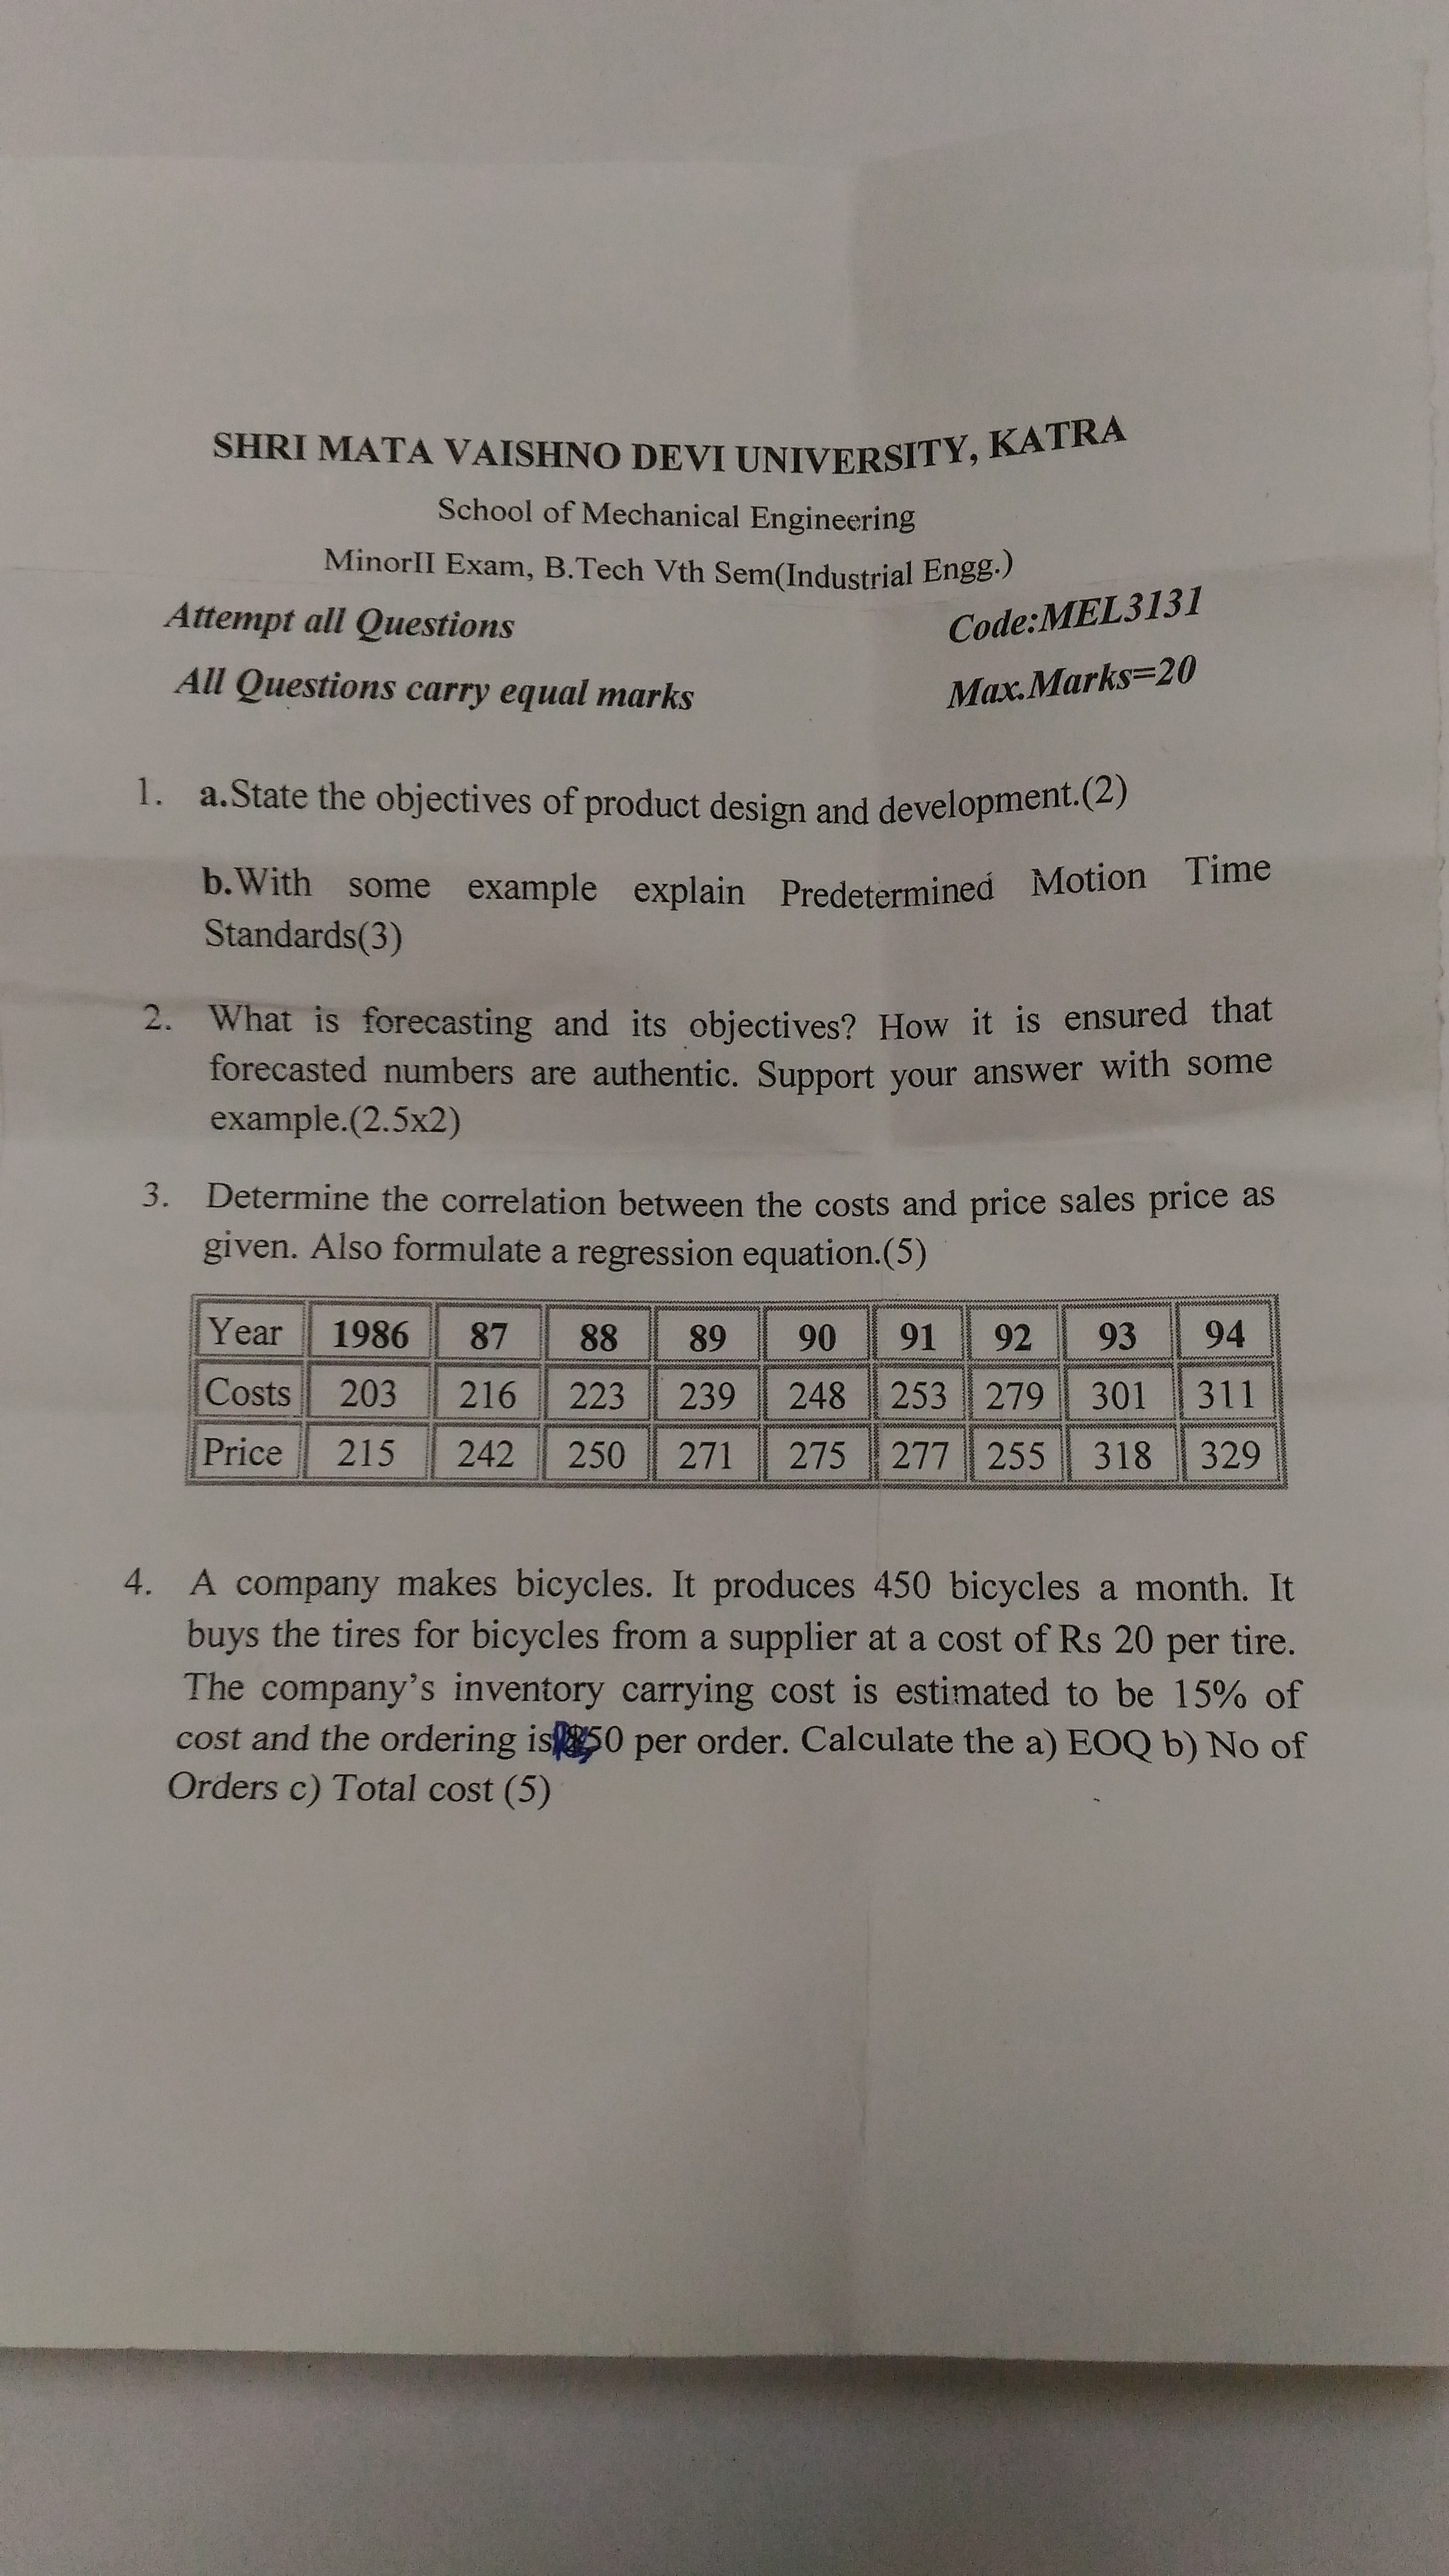 SHRI MATA VAISHNO DEVI UNIVERSITY, KATRA
School of Mechanical Engineering
MinorII Exam, B.Tech Vth Sem(Industrial Engg.)
Attempt all Questions Code:MEL3131
All Questions carry equal marks Max.Marks=20
1. a.State the objectives of product design and development.(2)
b.With some example explain Predetermined Motion Time
Standards(3)
2. What is forecasting and its objectives? How it is ensured that
forecasted numbers are authentic. Support your answer with some
example.(2.5x2)
3. Determine the correlation between the costs and price sales price as
given. Also formulate a regression equation.(5)
Year 1986 87 88 89 90 91 92 93 94
Costs 203 216 223 239 248 253 279 301 311
Price 215 242 250 271 275 277 255 318 329
4. A company makes bicycles. It produces 450 bicycles a month. It
buys the tires for bicycles from a supplier at a cost of Rs 20 per tire.
The company's inventory carrying cost is estimated to be 15% of
cost and the ordering is 50 per order. Calculate the a) EOQ b) No of
Orders c) Total cost (5)